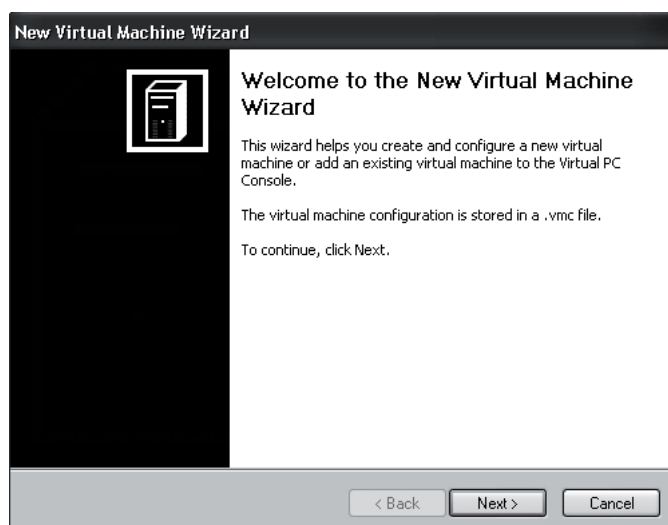 New Virtual Machine Wizard
Welcome to the New Virtual Machine
Wizard
This wizard helps you create and configure a new virtual
machine or add an existing virtual machine to the Virtual PC
Console.
The virtual machine configuration is stored in a .vmc file.
To continue, click Next.
< Back
Next >
Cancel